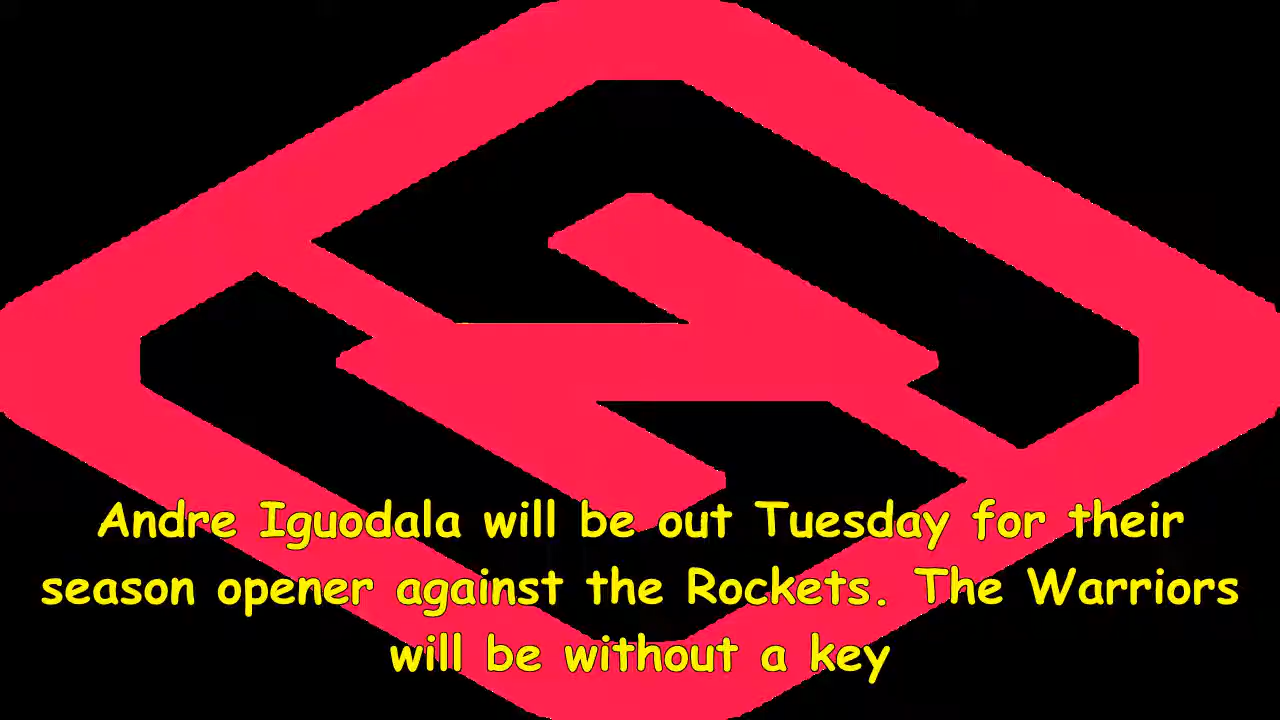 Andre Iguodala will be out Tuesday for their
season opener against the Rockets. The Warriors
will be without a key